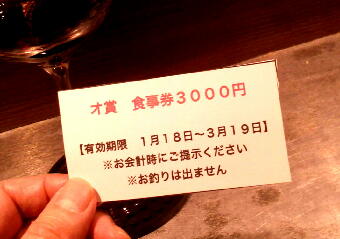 オ賞 食事券3000円
【有効期限 1月18日~3月19日】
※お会計時にご提示ください
※お釣りは出ません